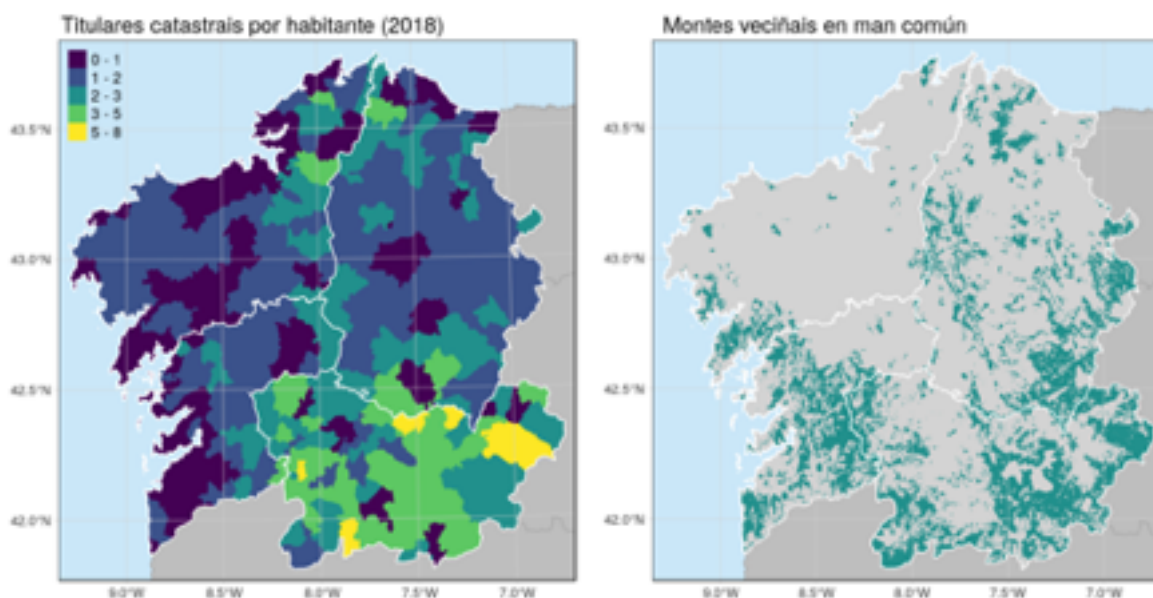 Titulares catastrais por habitante (2018)
0 - 1
1 - 2
2 - 3
3 - 5
5 - 8
43.5°N
43.0°N
42.5°N
42.0°N
9.0°W
8.5°W
8.0°W
7.5°W
7.0°W
Montes veciñais en man común
43.5°N
43.0°N
42.5°N
42.0°N
9.0°W
8.5°W
8.0°W
7.5°W
7.0°W